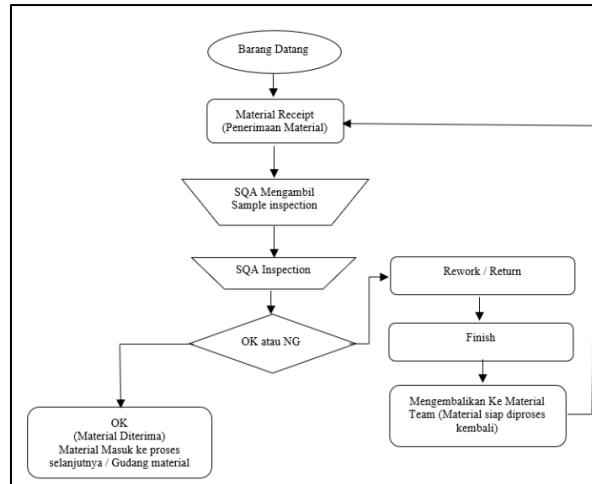 Barang Datang
Material Receipt
(Penerimaan Material)
SQA Mengambil
Sample inspection
SQA Inspection
OK atau NG
Rework / Return
Finish
Mengembalikan Ke Material
Team (Material siap diproses
kembali)
OK
(Material Diterima)
Material Masuk ke proses
selanjutnya / Gudang material